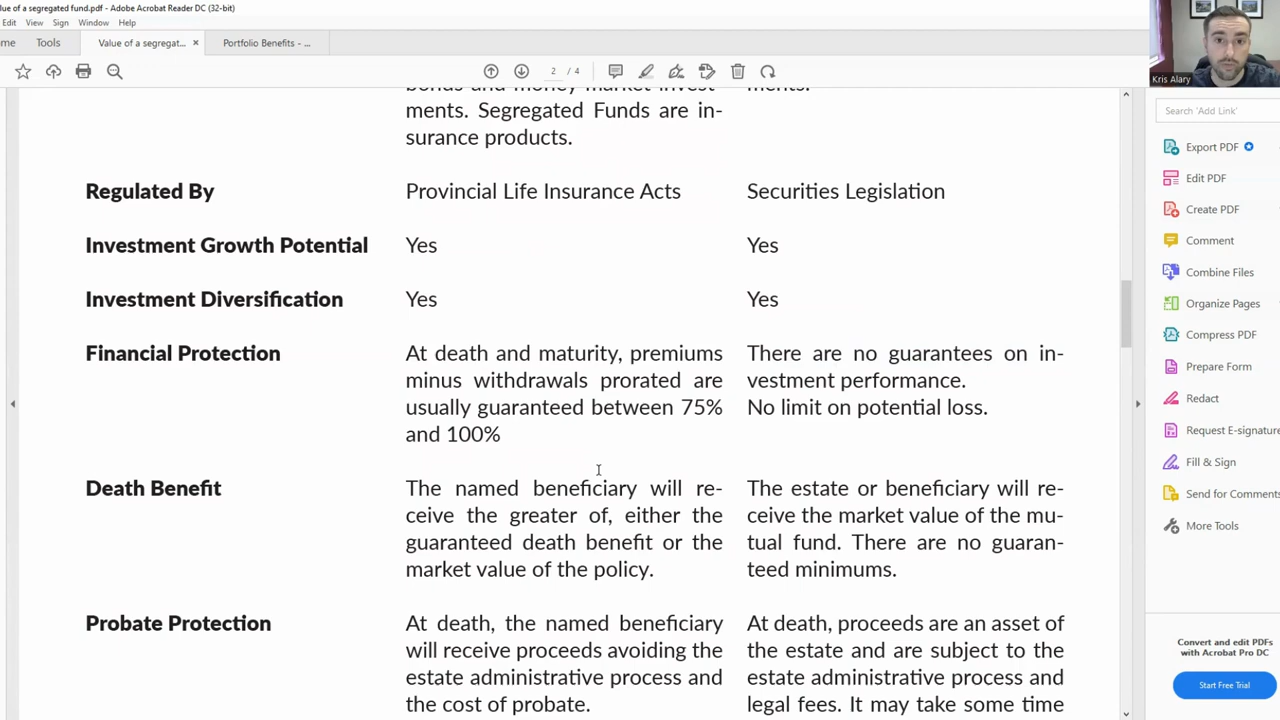 alue of a segregated fund.pdf - Adobe Acrobat Reader DC (32-bit)
Edit View Sign Window Help
me Tools Value of a segregat... × Portfolio Benefits - ...
2 / 4
Kris Alary
bonds and money market invest-
ments.
ments. Segregated Funds are in-
surance products.
Regulated By
Provincial Life Insurance Acts
Securities Legislation
Investment Growth Potential
Yes
Yes
Investment Diversification
Yes
Yes
Financial Protection
At death and maturity, premiums
minus withdrawals prorated are
usually guaranteed between 75%
and 100%
There are no guarantees on in-
vestment performance.
No limit on potential loss.
Death Benefit
The named beneficiary will re-
ceive the greater of, either the
guaranteed death benefit or the
market value of the policy.
The estate or beneficiary will re-
ceive the market value of the mu-
tual fund. There are no guaran-
teed minimums.
Probate Protection
At death, the named beneficiary
will receive proceeds avoiding the
estate administrative process and
the cost of probate.
At death, proceeds are an asset of
the estate and are subject to the
estate administrative process and
legal fees. It may take some time
Search 'Add Link'
Export PDF
Edit PDF
Create PDF
Comment
Combine Files
Organize Pages
Compress PDF
Prepare Form
Redact
Request E-signature
Fill & Sign
Send for Comments
More Tools
Convert and edit PDFs
with Acrobat Pro DC
Start Free Trial